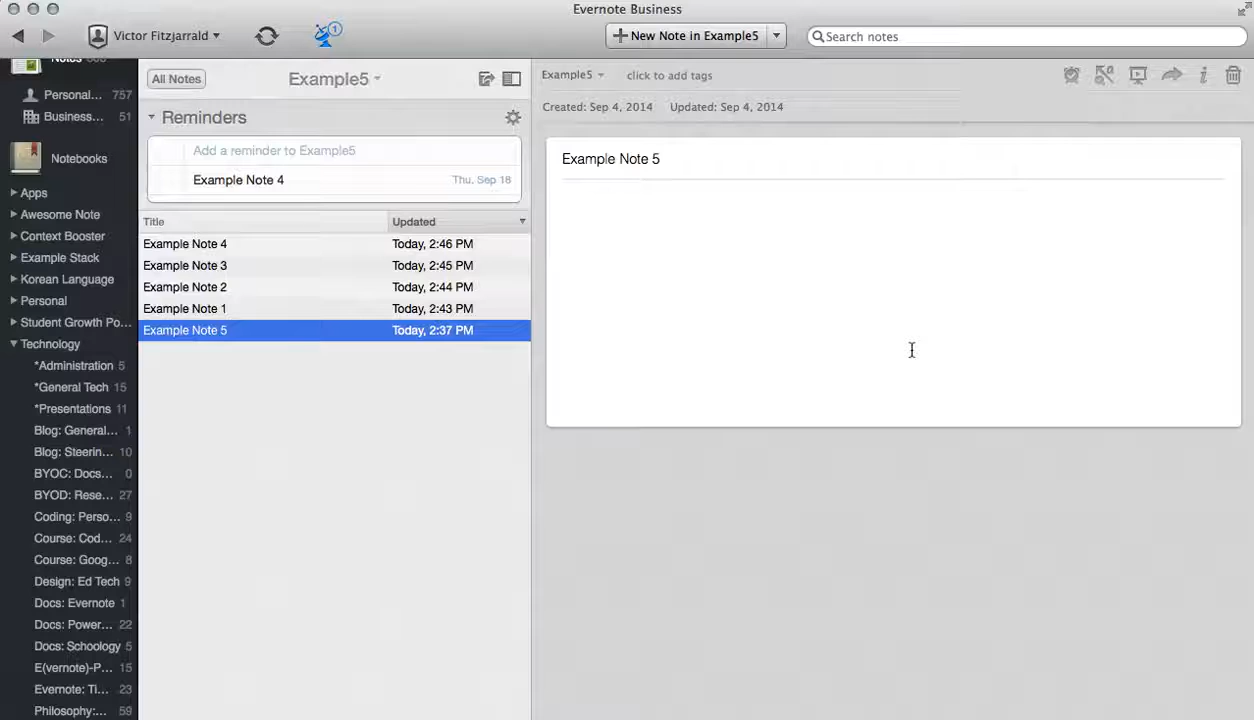 Evernote Business
Victor Fitzjarrald
1
New Note in Example5
Search notes
Personal... 757
Business... 51
Notebooks
Apps
Awesome Note
Context Booster
Example Stack
Korean Language
Personal
Student Growth Po...
Technology
*Administration 5
*General Tech 15
*Presentations 11
Blog: General... 1
Blog: Steerin... 10
BYOC: Docs... 0
BYOD: Rese... 27
Coding: Perso... 9
Course: Cod... 24
Course: Goog... 8
Design: Ed Tech 9
Docs: Evernote 1
Docs: Power... 22
Docs: Schoology 5
E(vernote)-P... 15
Evernote: Ti... 23
Philosophy:... 59
All Notes
Example5
Reminders
Add a reminder to Example5
Example Note 4 Thu, Sep 18
Title Updated
Example Note 4 Today, 2:46 PM
Example Note 3 Today, 2:45 PM
Example Note 2 Today, 2:44 PM
Example Note 1 Today, 2:43 PM
Example Note 5 Today, 2:37 PM
Example5 click to add tags
Created: Sep 4, 2014 Updated: Sep 4, 2014
Example Note 5